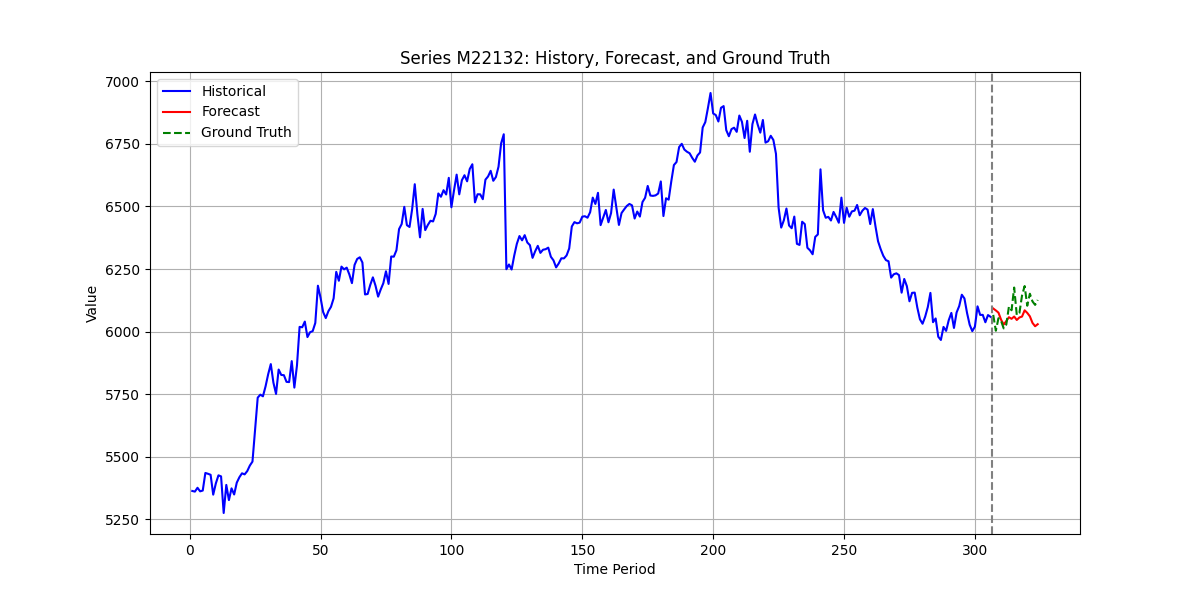 Series M22132: History, Forecast, and Ground Truth
Historical
Forecast
Ground Truth
7000
6750
6500
6250
6000
5750
5500
5250
Value
0 50 100 150 200 250 300
Time Period